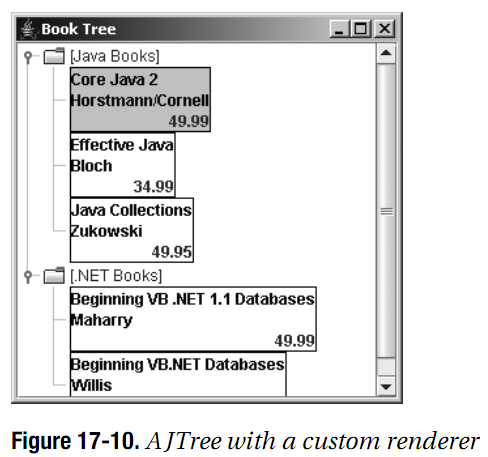 Book Tree
[Java Books]
Core Java 2
Horstmann/Cornell
49.99
Effective Java
Bloch
34.99
Java Collections
Zukowski
49.95
[.NET Books]
Beginning VB .NET 1.1 Databases
Maharry
49.99
Beginning VB.NET Databases
Willis
Figure 17-10. A JTree with a custom renderer